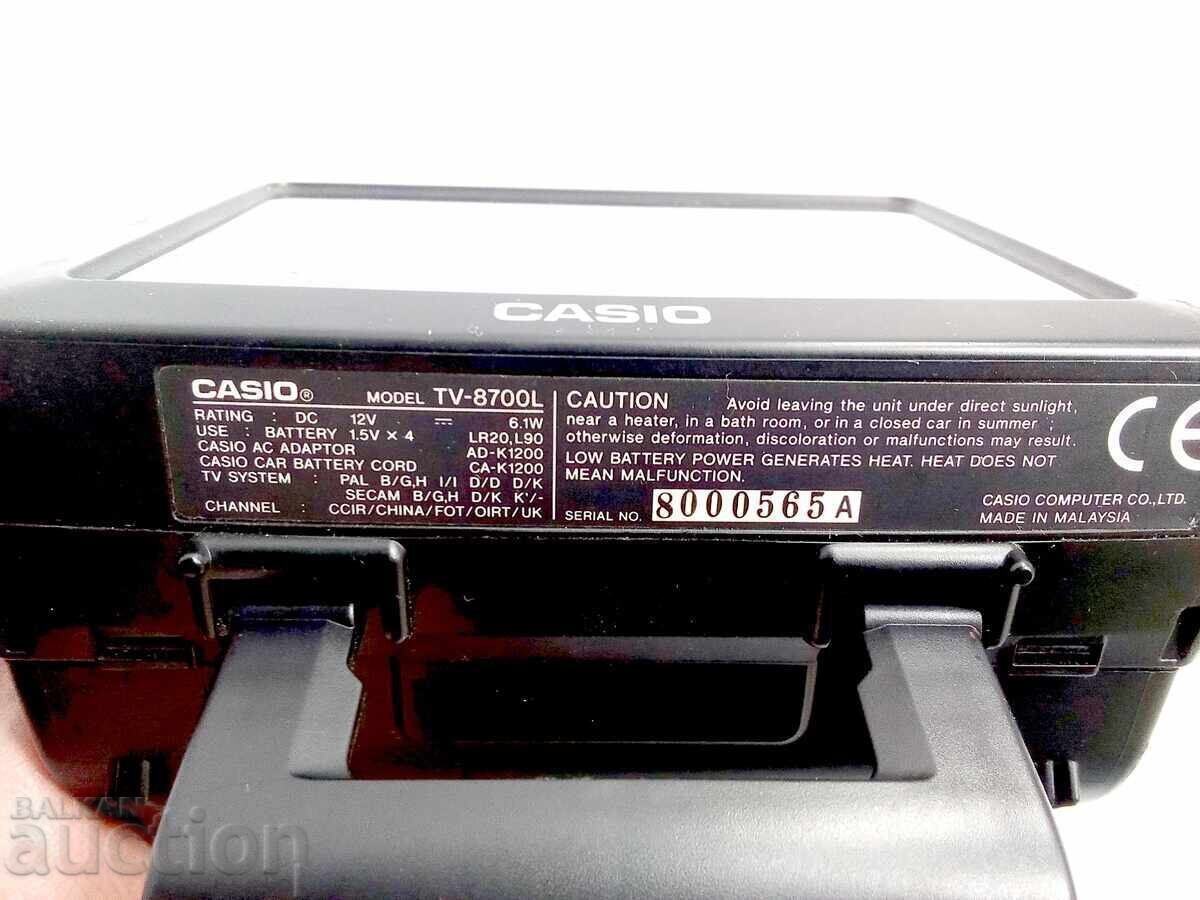 CASIO
CASIO® MODEL TV-8700L
RATING : DC 12V ⎓ 6.1W
USE : BATTERY 1.5V × 4 LR20,L90
CASIO AC ADAPTOR AD-K1200
CASIO CAR BATTERY CORD CA-K1200
TV SYSTEM : PAL B/G,H I/I D/D D/K
SECAM B/G,H D/K K'/-
CHANNEL : CCIR/CHINA/FOT/OIRT/UK
CAUTION Avoid leaving the unit under direct sunlight,
near a heater, in a bath room, or in a closed car in summer ;
otherwise deformation, discoloration or malfunctions may result.
LOW BATTERY POWER GENERATES HEAT. HEAT DOES NOT
MEAN MALFUNCTION.
SERIAL NO. 8000565A
CE
CASIO COMPUTER CO.,LTD.
MADE IN MALAYSIA
BALKAN
auction